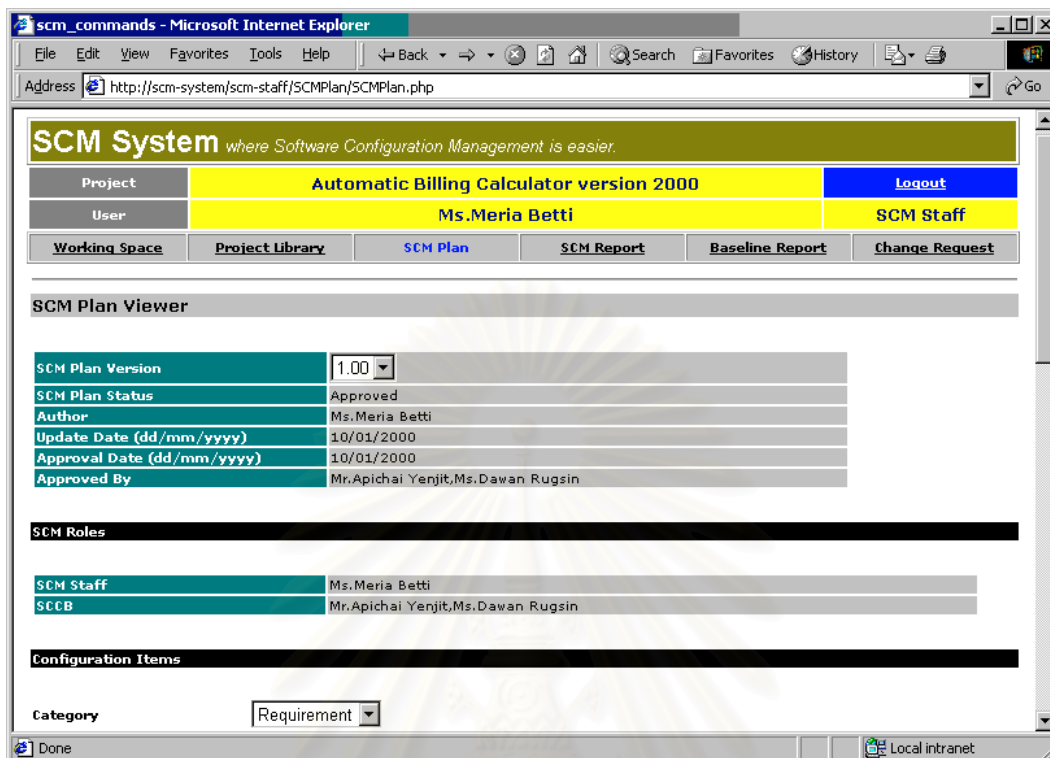 scm_commands - Microsoft Internet Explorer
File Edit View Favorites Tools Help Back Search Favorites History
Address http://scm-system/scm-staff/SCMPlan/SCMPlan.php Go
SCM System where Software Configuration Management is easier.
Project Automatic Billing Calculator version 2000 Logout
User Ms.Meria Betti SCM Staff
Working Space Project Library SCM Plan SCM Report Baseline Report Change Request
SCM Plan Viewer
SCM Plan Version 1.00
SCM Plan Status Approved
Author Ms.Meria Betti
Update Date (dd/mm/yyyy) 10/01/2000
Approval Date (dd/mm/yyyy) 10/01/2000
Approved By Mr.Apichai Yenjit,Ms.Dawan Rugsin
SCM Roles
SCM Staff Ms.Meria Betti
SCCB Mr.Apichai Yenjit,Ms.Dawan Rugsin
Configuration Items
Category Requirement
Done Local intranet